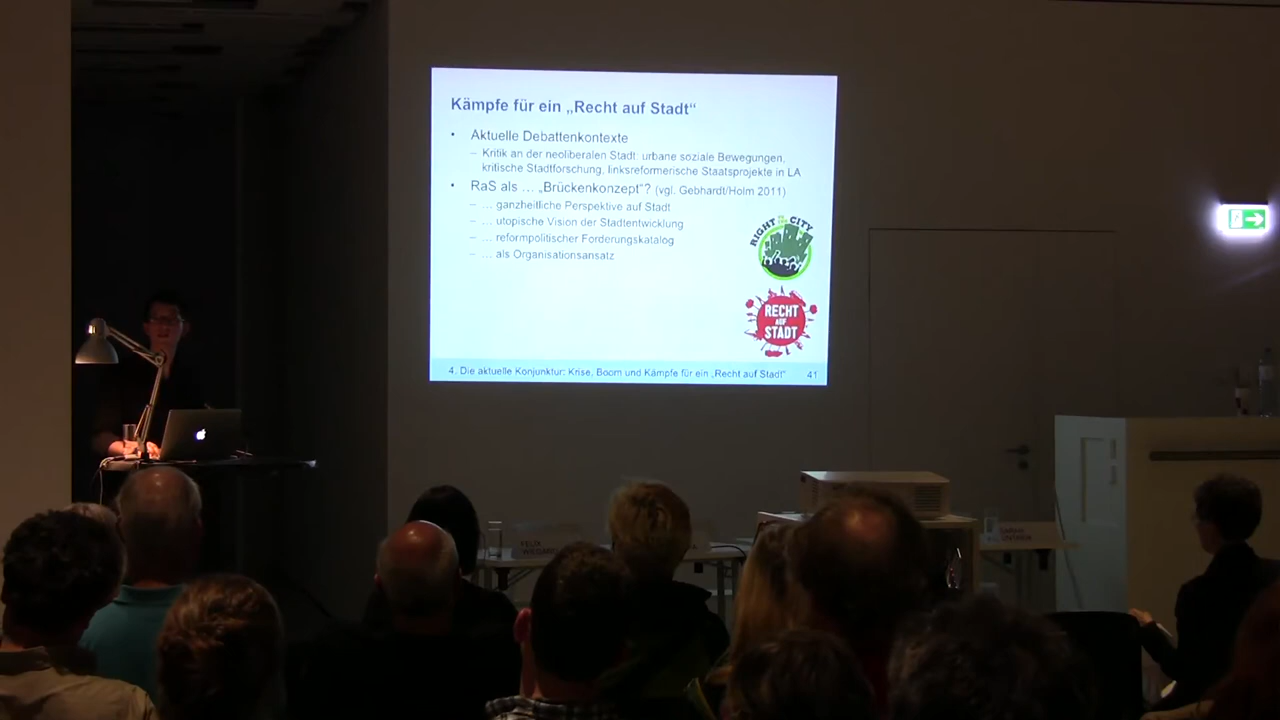 Kämpfe für ein „Recht auf Stadt“
• Aktuelle Debattenkontexte
– Kritik an der neoliberalen Stadt: urbane soziale Bewegungen,
kritische Stadtforschung, linksreformerische Staatsprojekte in LA
• RaS als … „Brückenkonzept“? (vgl. Gebhardt/Holm 2011)
– … ganzheitliche Perspektive auf Stadt
– … utopische Vision der Stadtentwicklung
– … reformpolitischer Forderungskatalog
– … als Organisationsansatz
RIGHT TO THE CITY
RECHT
AUF
STADT
4. Die aktuelle Konjunktur: Krise, Boom und Kämpfe für ein „Recht auf Stadt“ 41
FELIX